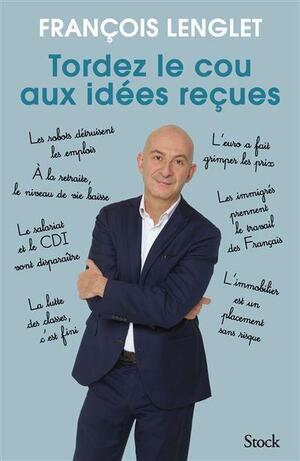 FRANÇOIS LENGLET
Tordez le cou
aux idées reçues
Les robots détruisent
les emplois
À la retraite,
le niveau de vie baisse
Le salariat
et le CDI
vont disparaître
La lutte
des classes,
c'est fini
L'euro a fait
grimper les prix
Les immigrés
prennent
le travail
des Français
L'immobilier
est un
placement
sans risque
Stock